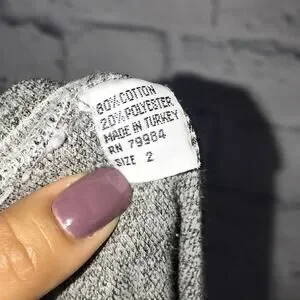 80% COTTON
20% POLYESTER
MADE IN TURKEY
RN 79984
SIZE 2